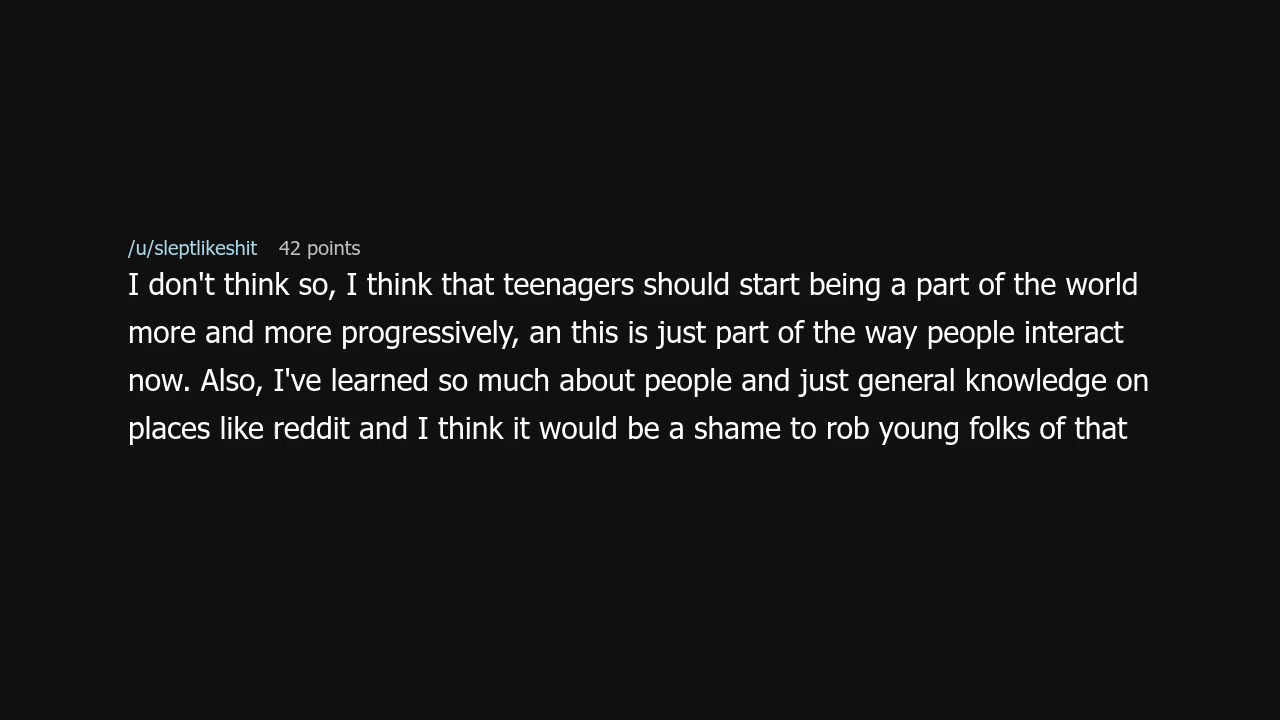 /u/sleptlikeshit 42 points
I don't think so, I think that teenagers should start being a part of the world
more and more progressively, an this is just part of the way people interact
now. Also, I've learned so much about people and just general knowledge on
places like reddit and I think it would be a shame to rob young folks of that